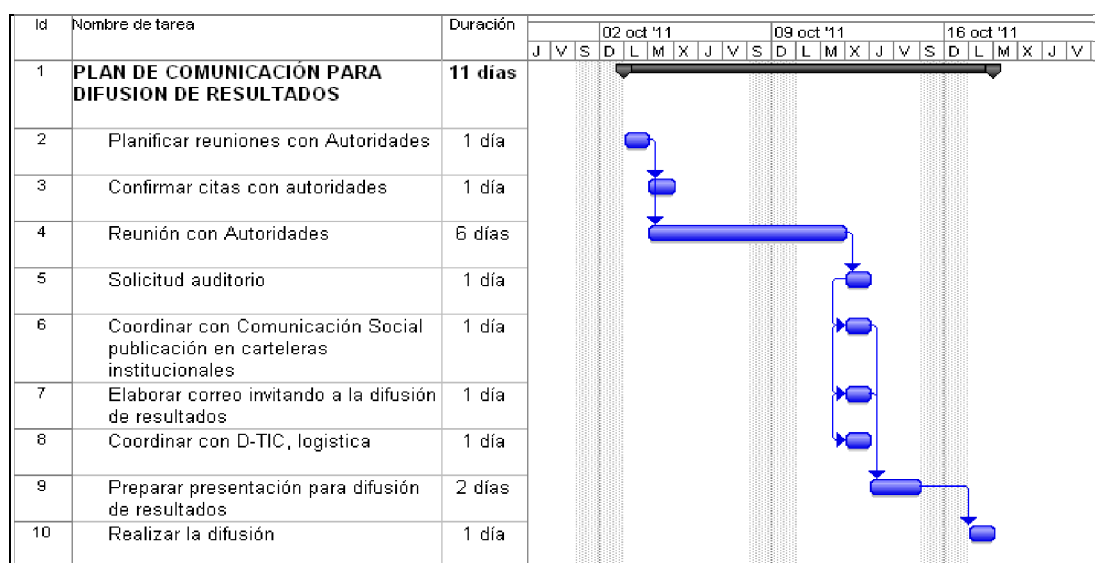 Id Nombre de tarea Duración
02 oct '11 09 oct '11 16 oct '11
J V S D L M X J V S D L M X J V S D L M X J V
1 PLAN DE COMUNICACIÓN PARA 11 días
DIFUSION DE RESULTADOS
2 Planificar reuniones con Autoridades 1 día
3 Confirmar citas con autoridades 1 día
4 Reunión con Autoridades 6 días
5 Solicitud auditorio 1 día
6 Coordinar con Comunicación Social 1 día
publicación en carteleras
institucionales
7 Elaborar correo invitando a la difusión 1 día
de resultados
8 Coordinar con D-TIC, logistica 1 día
9 Preparar presentación para difusión 2 días
de resultados
10 Realizar la difusión 1 día